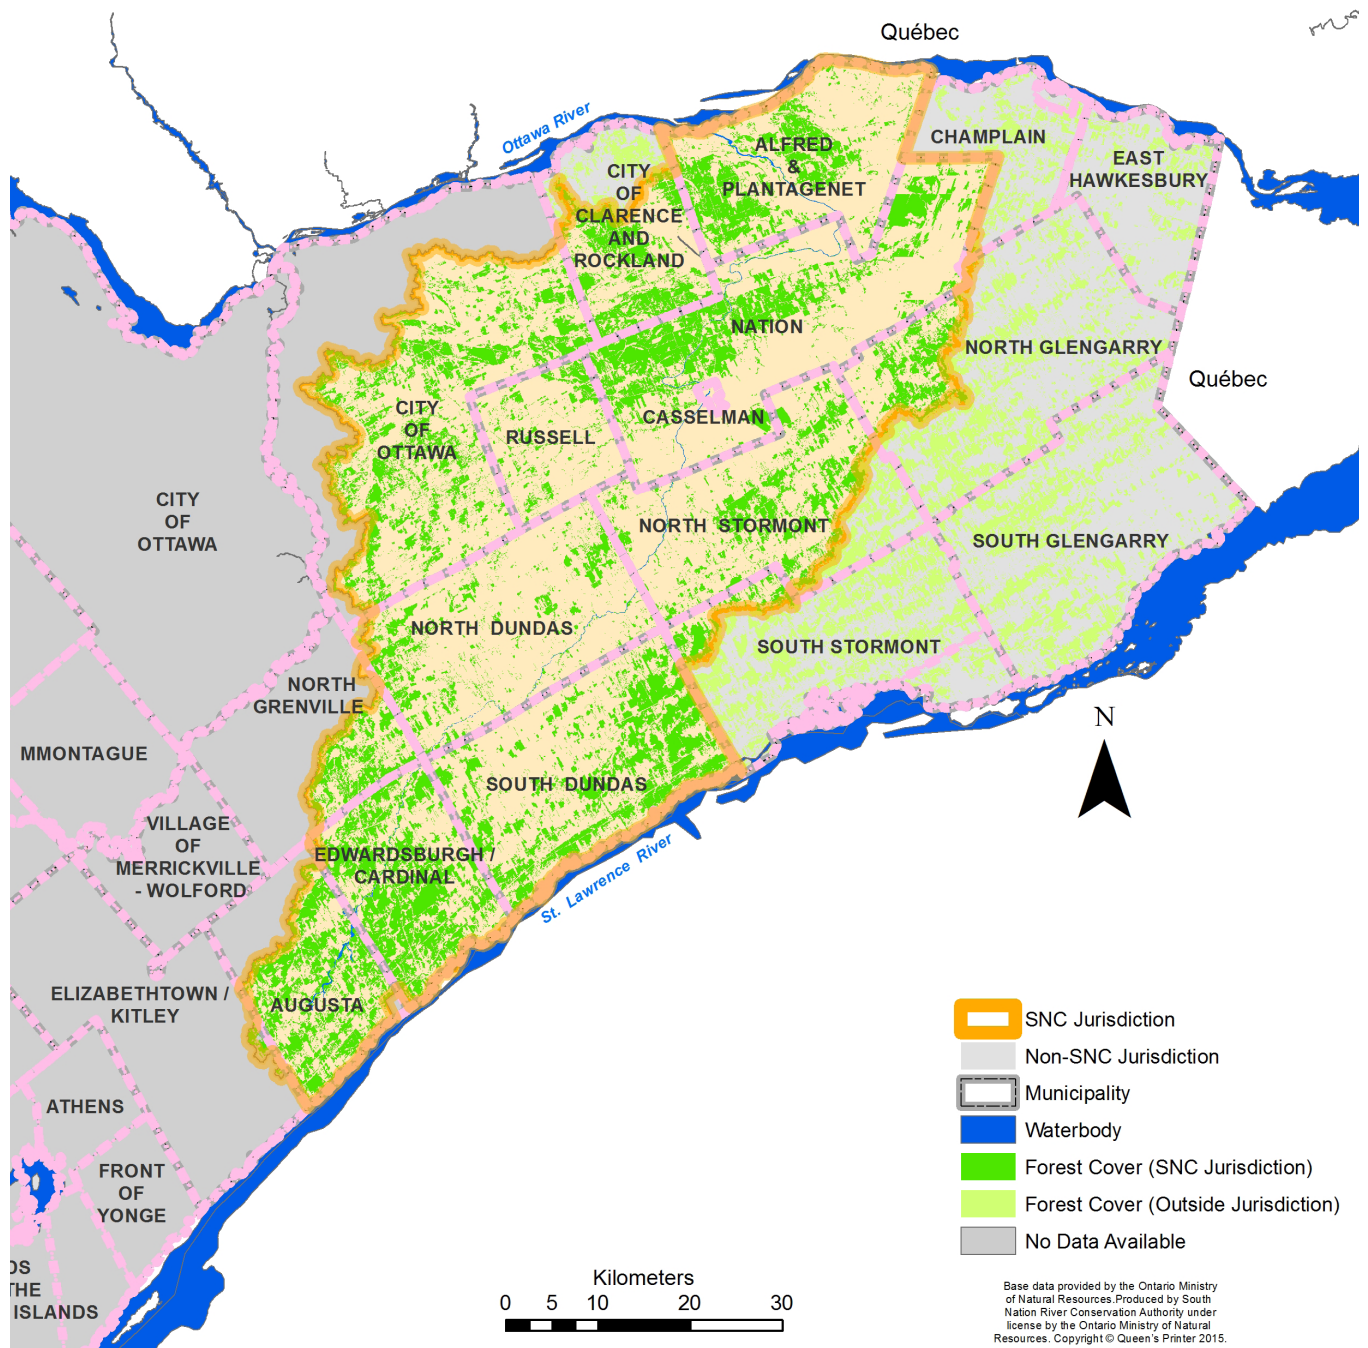 Québec
Ottawa River
ALFRED
&
PLANTAGENET
CHAMPLAIN
EAST
HAWKESBURY
CITY
OF
CLARENCE
AND
ROCKLAND
NATION
NORTH GLENGARRY
Québec
CITY
OF
OTTAWA
RUSSELL
CASSELMAN
CITY
OF
OTTAWA
NORTH STORMONT
SOUTH GLENGARRY
NORTH DUNDAS
SOUTH STORMONT
NORTH
GRENVILLE
N
MMONTAGUE
SOUTH DUNDAS
VILLAGE
OF
MERRICKVILLE
- WOLFORD
EDWARDSBURGH /
CARDINAL
St. Lawrence River
ELIZABETHTOWN /
KITLEY
AUGUSTA
ATHENS
FRONT
OF
YONGE
DS
THE
ISLANDS
SNC Jurisdiction
Non-SNC Jurisdiction
Municipality
Waterbody
Forest Cover (SNC Jurisdiction)
Forest Cover (Outside Jurisdiction)
No Data Available
Kilometers
0 5 10 20 30
Base data provided by the Ontario Ministry
of Natural Resources.Produced by South
Nation River Conservation Authority under
license by the Ontario Ministry of Natural
Resources. Copyright © Queen's Printer 2015.